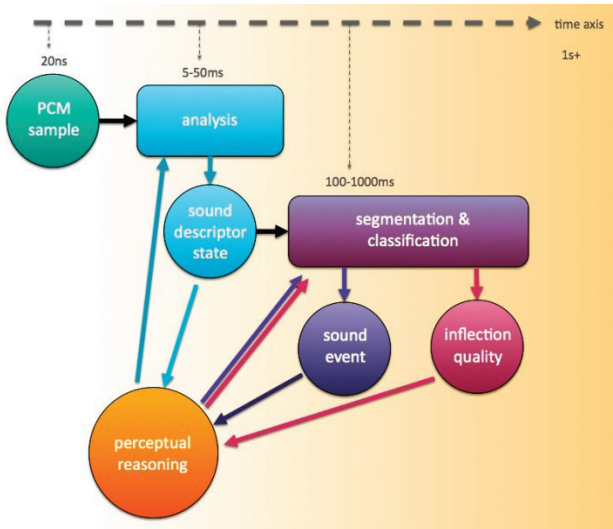 time axis
1s+
20ns
5-50ms
PCM
sample
analysis
100-1000ms
sound
descriptor
state
segmentation &
classification
sound
event
inflection
quality
perceptual
reasoning